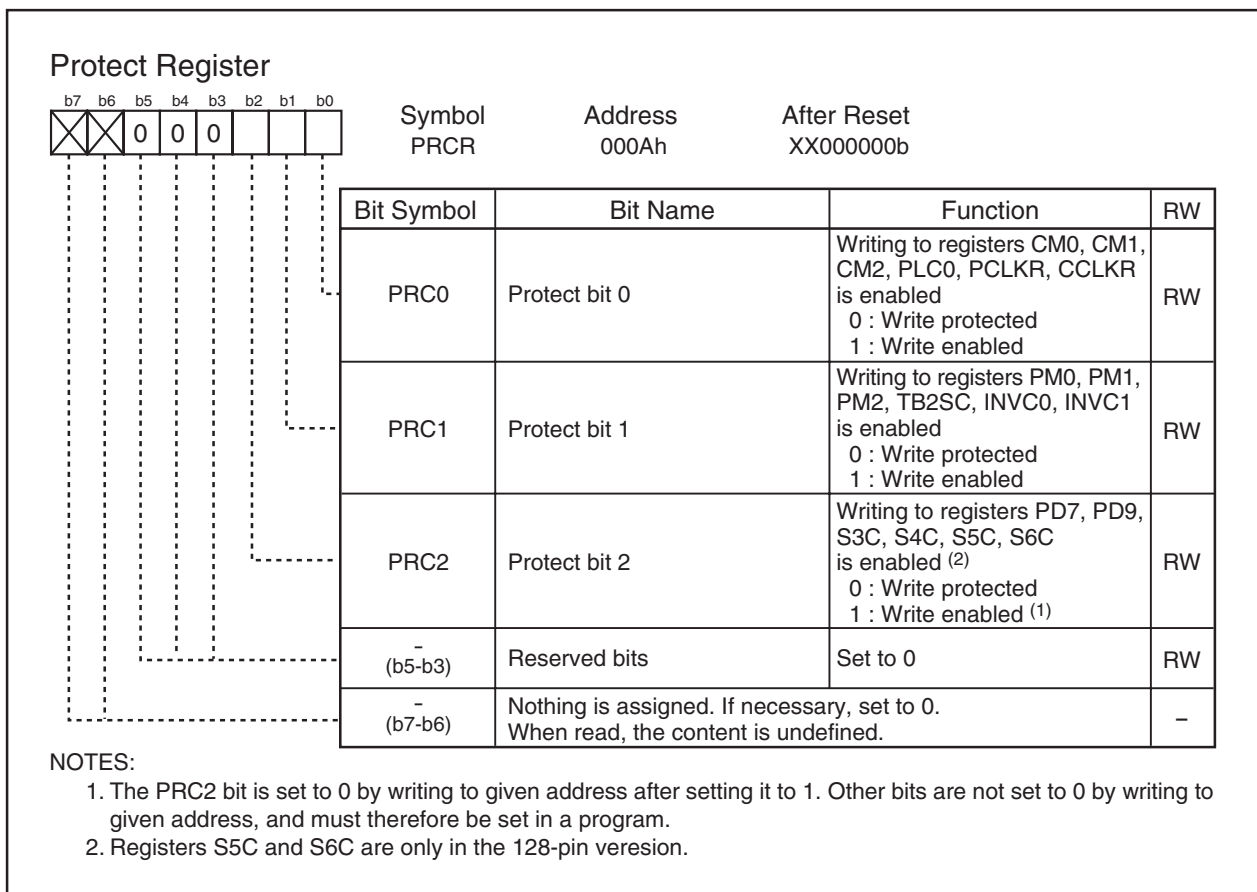 Protect Register
b7 b6 b5 b4 b3 b2 b1 b0
0 0 0
Symbol Address After Reset
PRCR 000Ah XX000000b
Bit Symbol Bit Name Function RW
PRC0 Protect bit 0 Writing to registers CM0, CM1,
CM2, PLC0, PCLKR, CCLKR
is enabled
0 : Write protected
1 : Write enabled
RW
PRC1 Protect bit 1 Writing to registers PM0, PM1,
PM2, TB2SC, INVC0, INVC1
is enabled
0 : Write protected
1 : Write enabled
RW
PRC2 Protect bit 2 Writing to registers PD7, PD9,
S3C, S4C, S5C, S6C
is enabled (2)
0 : Write protected
1 : Write enabled (1)
RW
–
(b5-b3) Reserved bits Set to 0 RW
–
(b7-b6) Nothing is assigned. If necessary, set to 0.
When read, the content is undefined.
–
NOTES:
1. The PRC2 bit is set to 0 by writing to given address after setting it to 1. Other bits are not set to 0 by writing to
given address, and must therefore be set in a program.
2. Registers S5C and S6C are only in the 128-pin veresion.